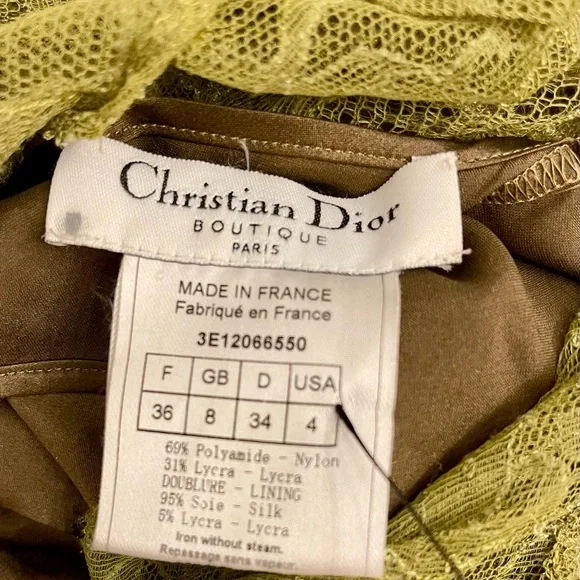 Christian Dior
BOUTIQUE
PARIS
MADE IN FRANCE
Fabriqué en France
3E12066550
F GB D USA
36 8 34 4
69% Polyamide - Nylon
31% Lycra - Lycra
DOUBLURE - LINING
95% Soie - Silk
5% Lycra - Lycra
Iron without steam.
Repassage sans vapeur.